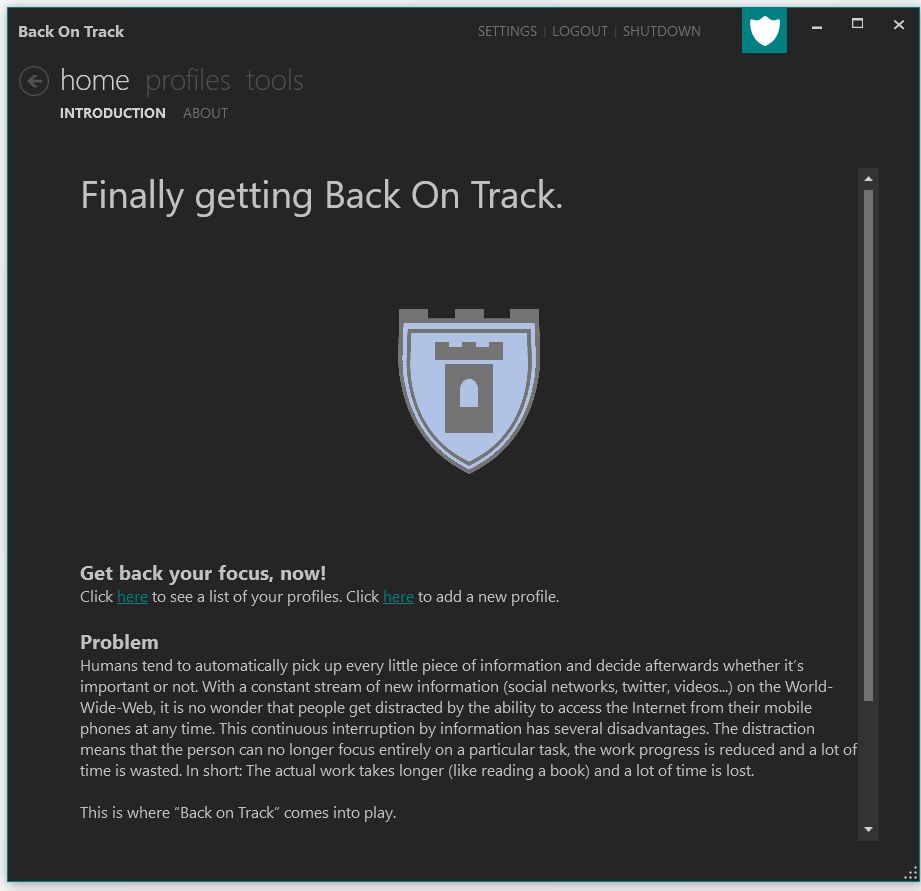 Back On Track
SETTINGS | LOGOUT | SHUTDOWN
home profiles tools
INTRODUCTION ABOUT
Finally getting Back On Track.
Get back your focus, now!
Click here to see a list of your profiles. Click here to add a new profile.
Problem
Humans tend to automatically pick up every little piece of information and decide afterwards whether it’s
important or not. With a constant stream of new information (social networks, twitter, videos...) on the World-
Wide-Web, it is no wonder that people get distracted by the ability to access the Internet from their mobile
phones at any time. This continuous interruption by information has several disadvantages. The distraction
means that the person can no longer focus entirely on a particular task, the work progress is reduced and a lot of
time is wasted. In short: The actual work takes longer (like reading a book) and a lot of time is lost.
This is where “Back on Track” comes into play.